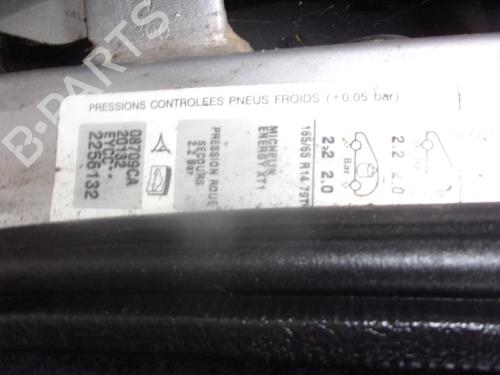 PRESSIONS CONTROLEES PNEUS FROIDS (±0,05 bar)
08709CA
20132
EYCC
2256132
PRESSION ROUE
SECOURS
2.2 Bar
MICHELIN
ENERGY XT1
165/65 R14 79T
2.2 2.0
Bar
2.2 2.0
B-Parts